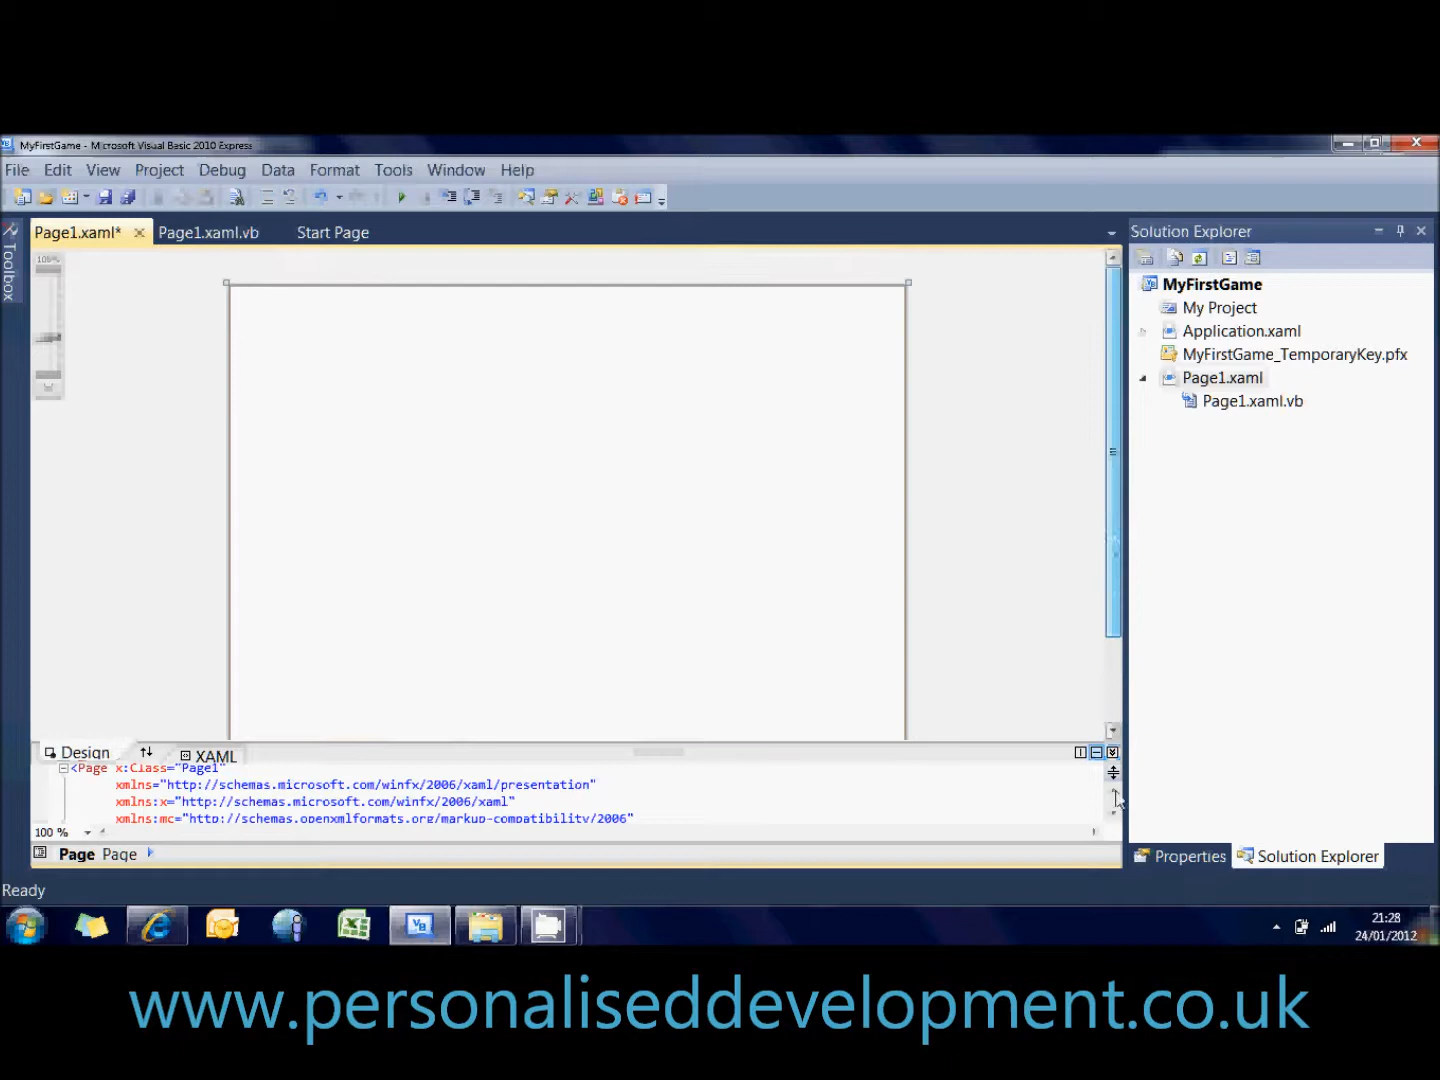 MyFirstGame - Microsoft Visual Basic 2010 Express
File Edit View Project Debug Data Format Tools Window Help
Page1.xaml* Page1.xaml.vb Start Page
Solution Explorer
Toolbox
MyFirstGame
My Project
Application.xaml
MyFirstGame_TemporaryKey.pfx
Page1.xaml
Page1.xaml.vb
Design XAML
<Page x:Class="Page1"
xmlns="http://schemas.microsoft.com/winfx/2006/xaml/presentation"
xmlns:x="http://schemas.microsoft.com/winfx/2006/xaml"
xmlns:mc="http://schemas.openxmlformats.org/markup-compatibility/2006"
100 %
Page Page
Properties Solution Explorer
Ready
21:28
24/01/2012
www.personaliseddevelopment.co.uk